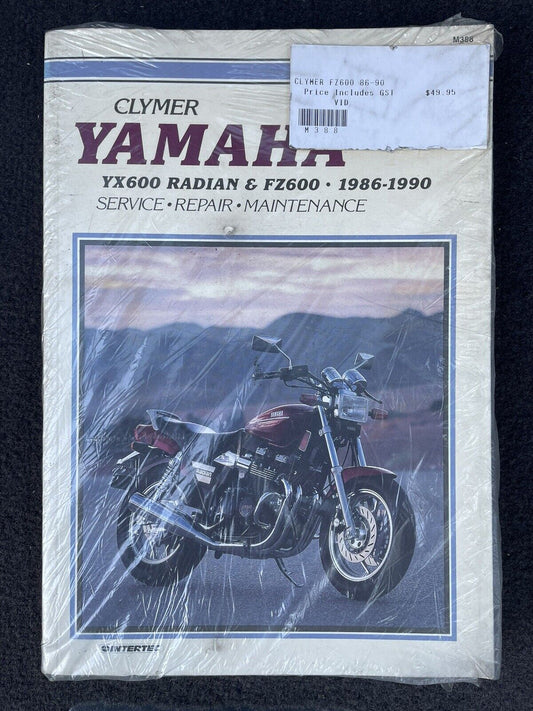 M388
CLYMER FZ600 86-90
Price Includes GST $49.95
VID
M388
CLYMER
YAMAHA
YX600 RADIAN & FZ600 • 1986-1990
SERVICE • REPAIR • MAINTENANCE
YAMAHA
INTERTEC